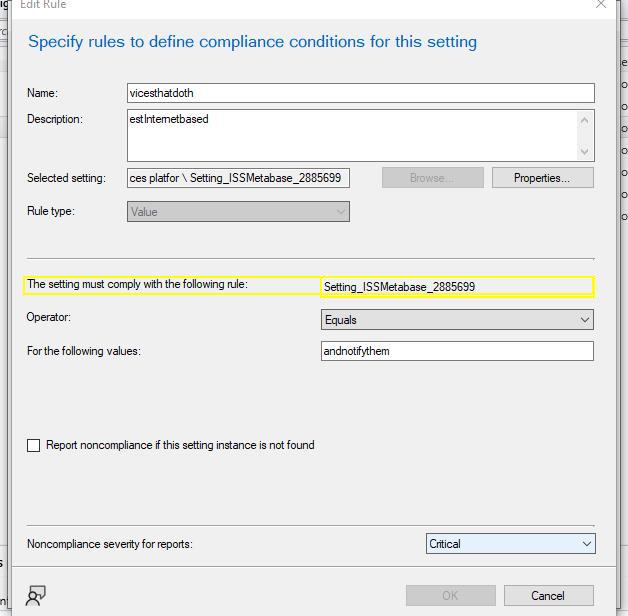 Edit Rule
Specify rules to define compliance conditions for this setting
Name: vicesthatdoth
Description: estInternetbased
Selected setting: ces platfor \ Setting_ISSMetabase_2885699 Browse... Properties...
Rule type: Value
The setting must comply with the following rule: Setting_ISSMetabase_2885699
Operator: Equals
For the following values: andnotifythem
Report noncompliance if this setting instance is not found
Noncompliance severity for reports: Critical
OK Cancel